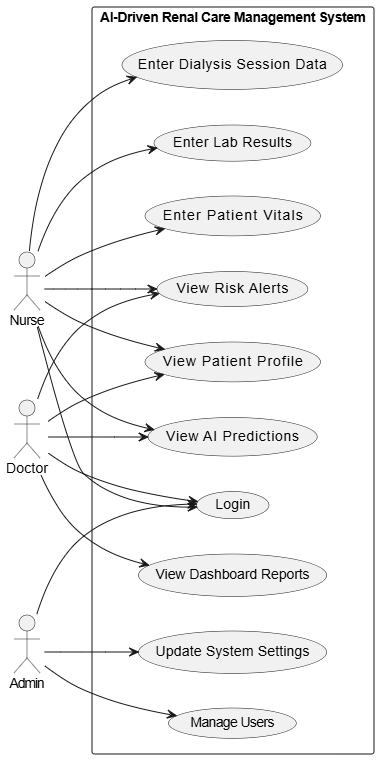 AI-Driven Renal Care Management System
Enter Dialysis Session Data
Enter Lab Results
Enter Patient Vitals
View Risk Alerts
Nurse
View Patient Profile
View AI Predictions
Doctor
Login
View Dashboard Reports
Update System Settings
Admin
Manage Users